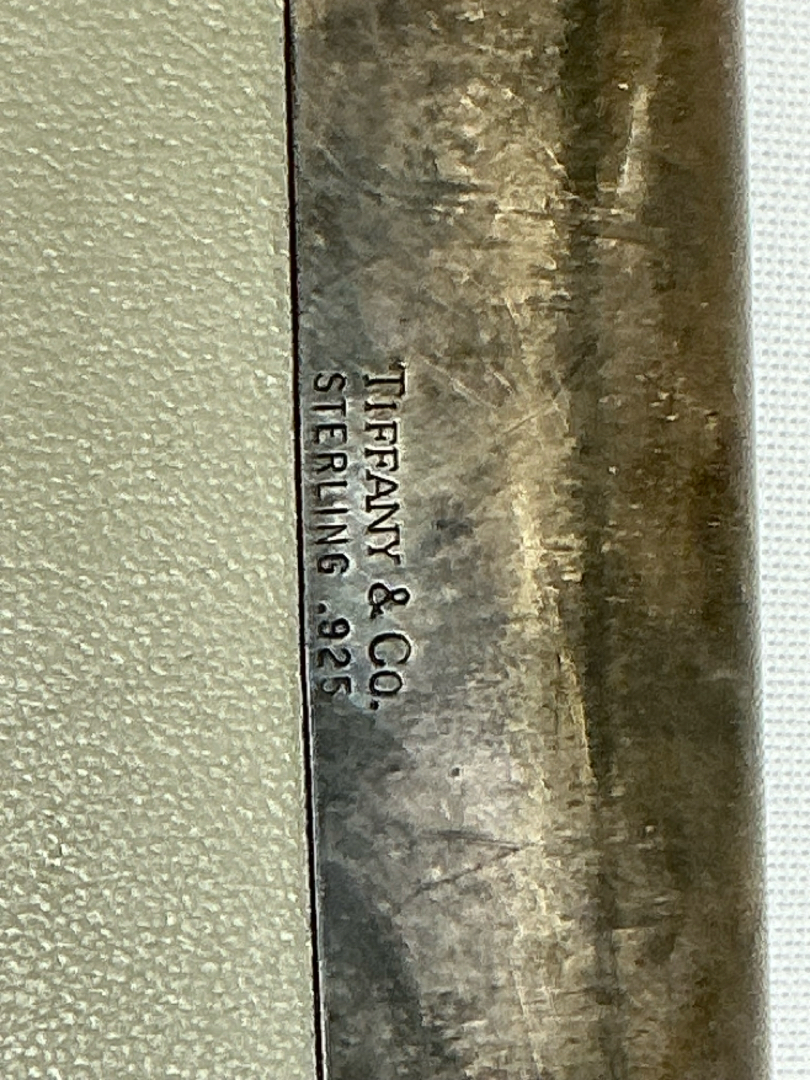 TIFFANY & CO.
STERLING .925